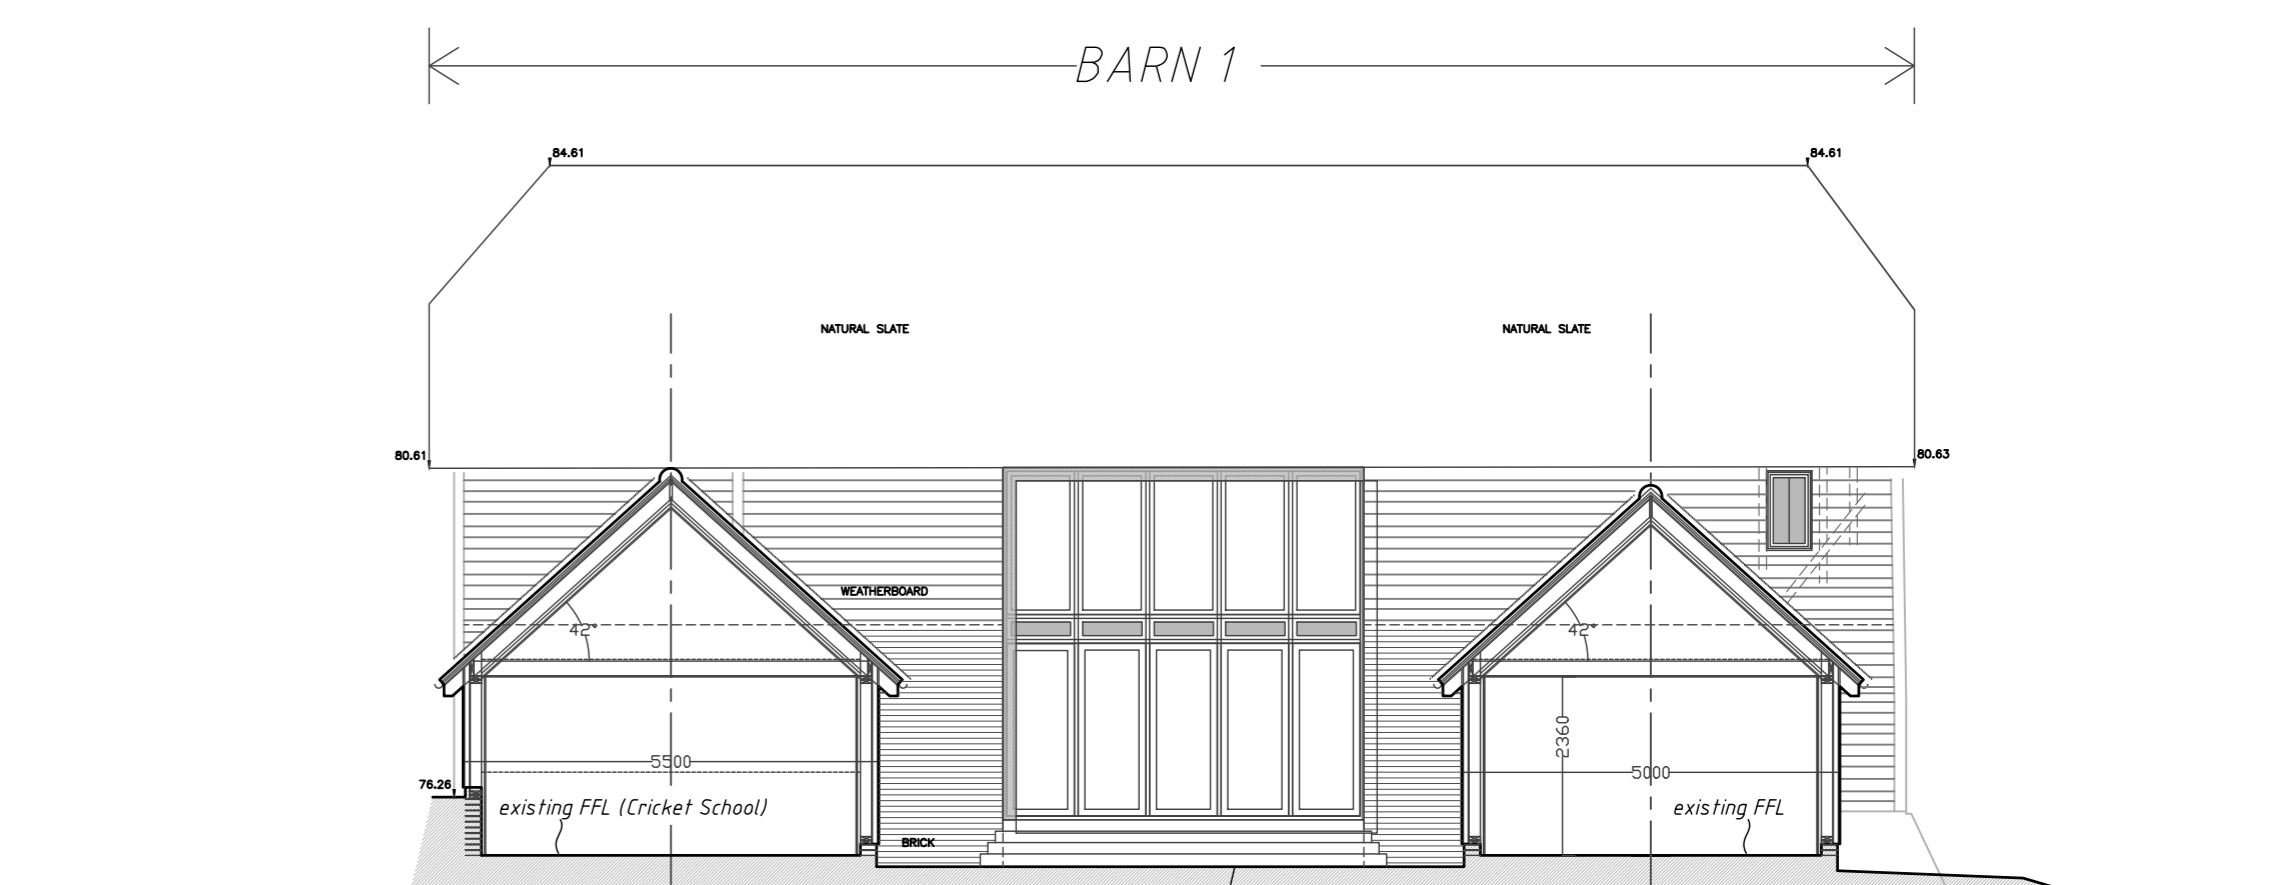 BARN 1
84.61
84.61
NATURAL SLATE
NATURAL SLATE
80.61
80.63
WEATHERBOARD
42°
42°
2360
5500
5000
76.26
existing FFL (Cricket School)
existing FFL
BRICK